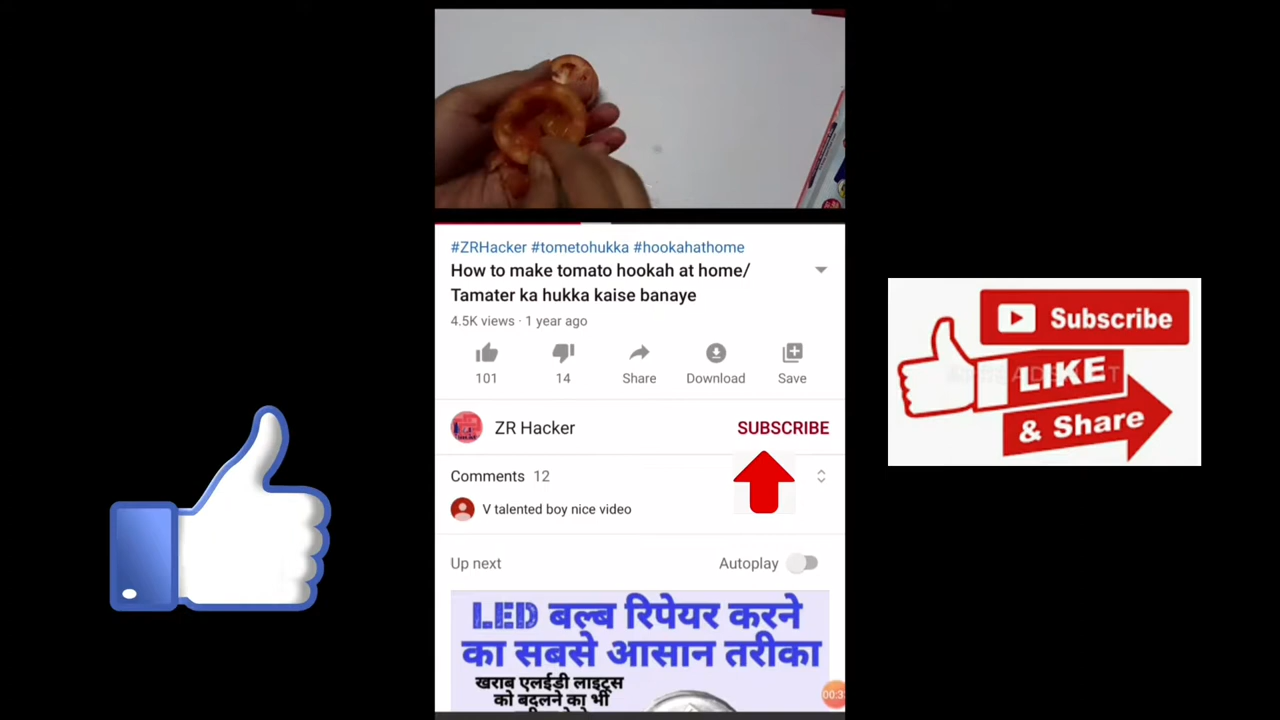 #ZRHacker #tometohukka #hookahathome
How to make tomato hookah at home/
Tamater ka hukka kaise banaye
4.5K views · 1 year ago
101
14
Share
Download
Save
ZR Hacker
SUBSCRIBE
Comments 12
V talented boy nice video
Up next
Autoplay
LED बल्ब रिपेयर करने
का सबसे आसान तरीका
खराब एलईडी लाइट्स
को बदलने का भी
Subscribe
LIKE
& Share